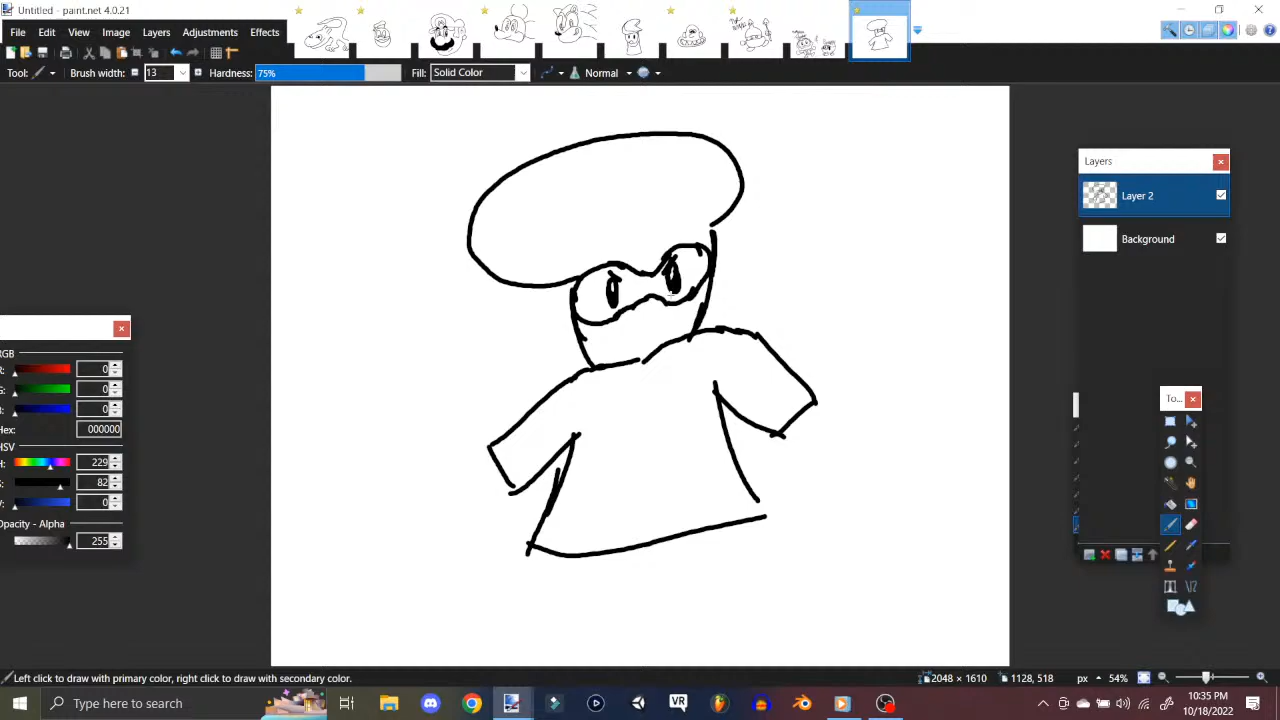 Untitled - paint.net 4.0.21
File Edit View Image Layers Adjustments Effects
Tool: Brush width: 13 Hardness: 75% Fill: Solid Color Normal
Layers
Layer 2
Background
RGB
R: 0
G: 0
B: 0
Hex: 000000
HSV
H: 229
S: 82
V: 0
Opacity - Alpha
255
To...
Left click to draw with primary color, right click to draw with secondary color.
2048 × 1610 1128, 518 px 54%
Type here to search
VR
10:35 PM
10/18/2022